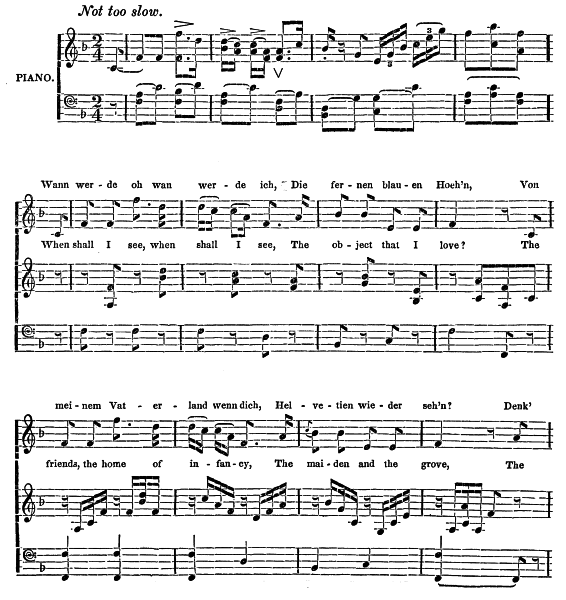 Not too slow.
PIANO.
Wann wer - de oh wan wer - de ich, Die fer - nen blau - en Hoeh'n, Von
When shall I see, when shall I see, The ob - ject that I love? The
mei - nem Vat - er - land wenn dich, Hel - ve - tien wie - der seh'n? Denk'
friends, the home of in - fan - cy, The mai - den and the grove, The